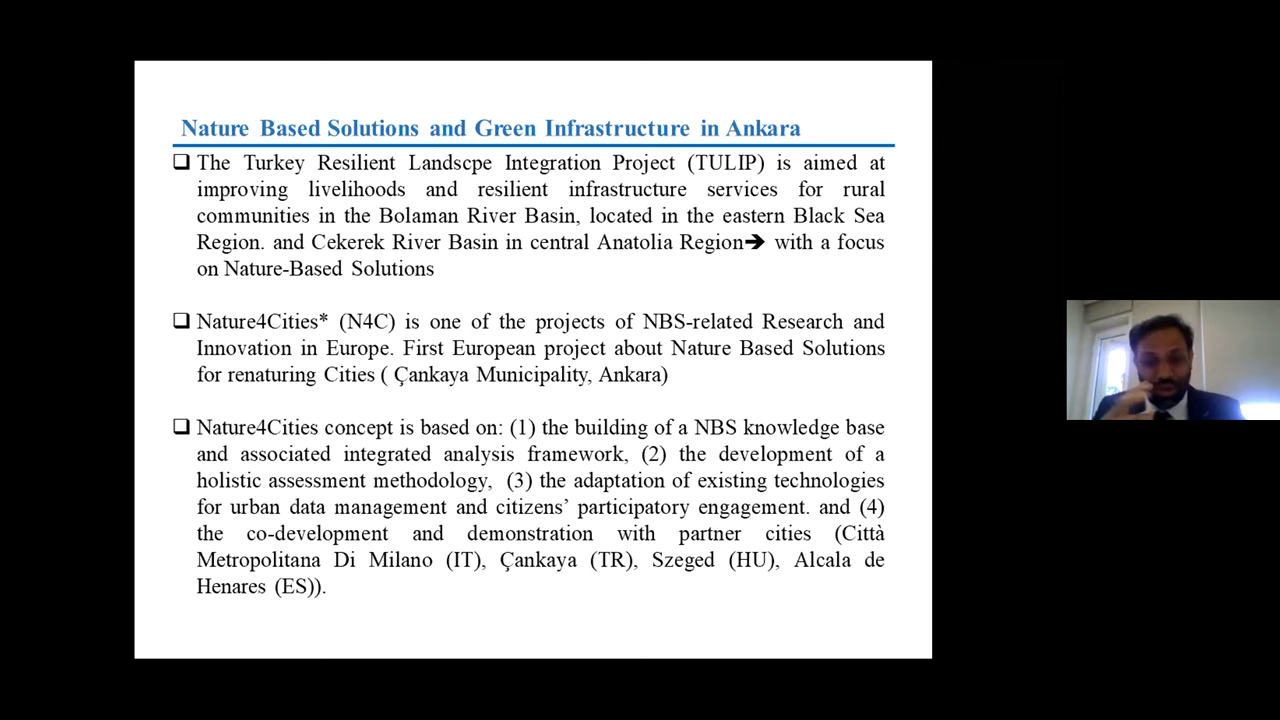 Nature Based Solutions and Green Infrastructure in Ankara
❑ The Turkey Resilient Landscpe Integration Project (TULIP) is aimed at
improving livelihoods and resilient infrastructure services for rural
communities in the Bolaman River Basin, located in the eastern Black Sea
Region. and Cekerek River Basin in central Anatolia Region➔ with a focus
on Nature-Based Solutions
❑ Nature4Cities* (N4C) is one of the projects of NBS-related Research and
Innovation in Europe. First European project about Nature Based Solutions
for renaturing Cities ( Çankaya Municipality, Ankara)
❑ Nature4Cities concept is based on: (1) the building of a NBS knowledge base
and associated integrated analysis framework, (2) the development of a
holistic assessment methodology, (3) the adaptation of existing technologies
for urban data management and citizens’ participatory engagement. and (4)
the co-development and demonstration with partner cities (Città
Metropolitana Di Milano (IT), Çankaya (TR), Szeged (HU), Alcala de
Henares (ES)).